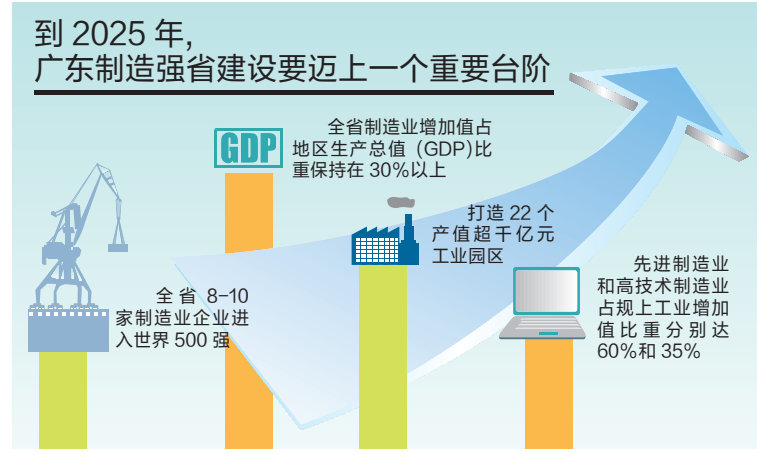 到 2025 年,
广东制造强省建设要迈上一个重要台阶
GDP
全省制造业增加值占
地区生产总值 (GDP)比
重保持在 30%以上
打造 22 个
产值超千亿元
工业园区
全省 8-10
家制造业企业进
入世界 500 强
先进制造业
和高技术制造业
占规上工业增加
值比重分别达
60%和 35%